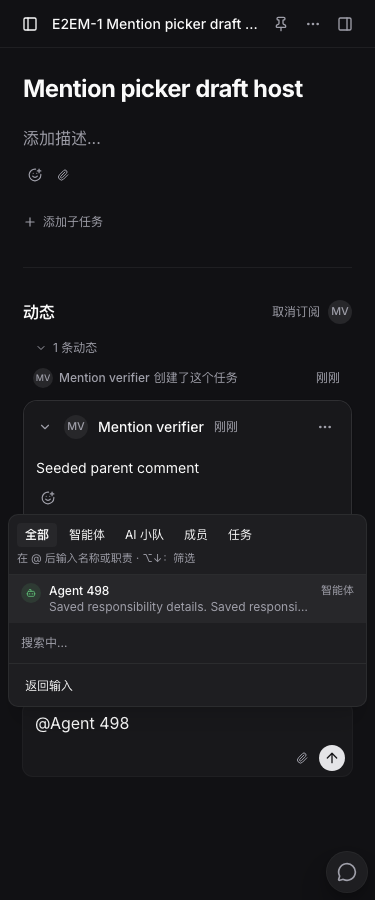 E2EM-1 Mention picker draft ...
Mention picker draft host
添加描述...
添加子任务
动态
取消订阅 MV
1 条动态
MV Mention verifier 创建了这个任务 刚刚
MV Mention verifier 刚刚
Seeded parent comment
全部 智能体 AI 小队 成员 任务
在 @ 后输入名称或职责 · ⌥↓: 筛选
Agent 498 智能体
Saved responsibility details. Saved responsi...
搜索中...
返回输入
@Agent 498